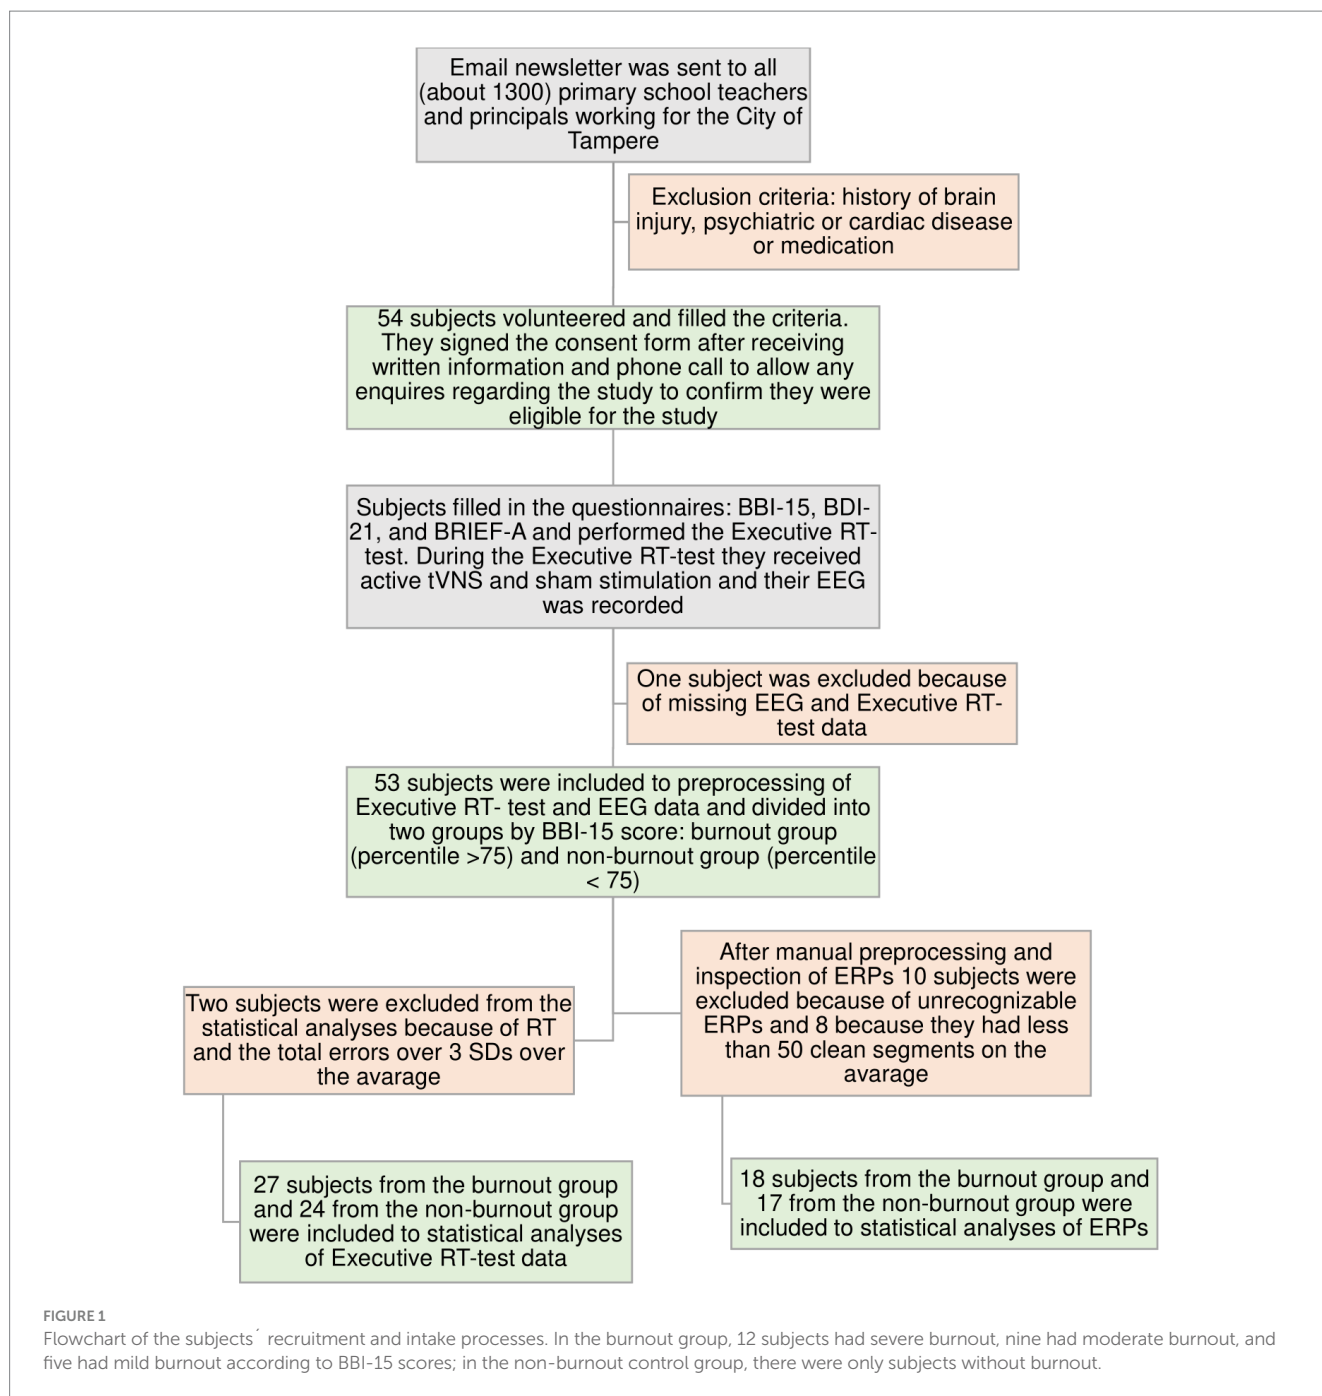 Email newsletter was sent to all
(about 1300) primary school teachers
and principals working for the City of
Tampere
Exclusion criteria: history of brain
injury, psychiatric or cardiac disease
or medication
54 subjects volunteered and filled the criteria.
They signed the consent form after receiving
written information and phone call to allow any
enquires regarding the study to confirm they were
eligible for the study
Subjects filled in the questionnaires: BBI-15, BDI-
21, and BRIEF-A and performed the Executive RT-
test. During the Executive RT-test they received
active tVNS and sham stimulation and their EEG
was recorded
One subject was excluded because
of missing EEG and Executive RT-
test data
53 subjects were included to preprocessing of
Executive RT- test and EEG data and divided into
two groups by BBI-15 score: burnout group
(percentile >75) and non-burnout group (percentile
< 75)
Two subjects were excluded from the
statistical analyses because of RT
and the total errors over 3 SDs over
the avarage
After manual preprocessing and
inspection of ERPs 10 subjects were
excluded because of unrecognizable
ERPs and 8 because they had less
than 50 clean segments on the
avarage
27 subjects from the burnout group
and 24 from the non-burnout group
were included to statistical analyses
of Executive RT-test data
18 subjects from the burnout group and
17 from the non-burnout group were
included to statistical analyses of ERPs
FIGURE 1
Flowchart of the subjects´ recruitment and intake processes. In the burnout group, 12 subjects had severe burnout, nine had moderate burnout, and
five had mild burnout according to BBI-15 scores; in the non-burnout control group, there were only subjects without burnout.